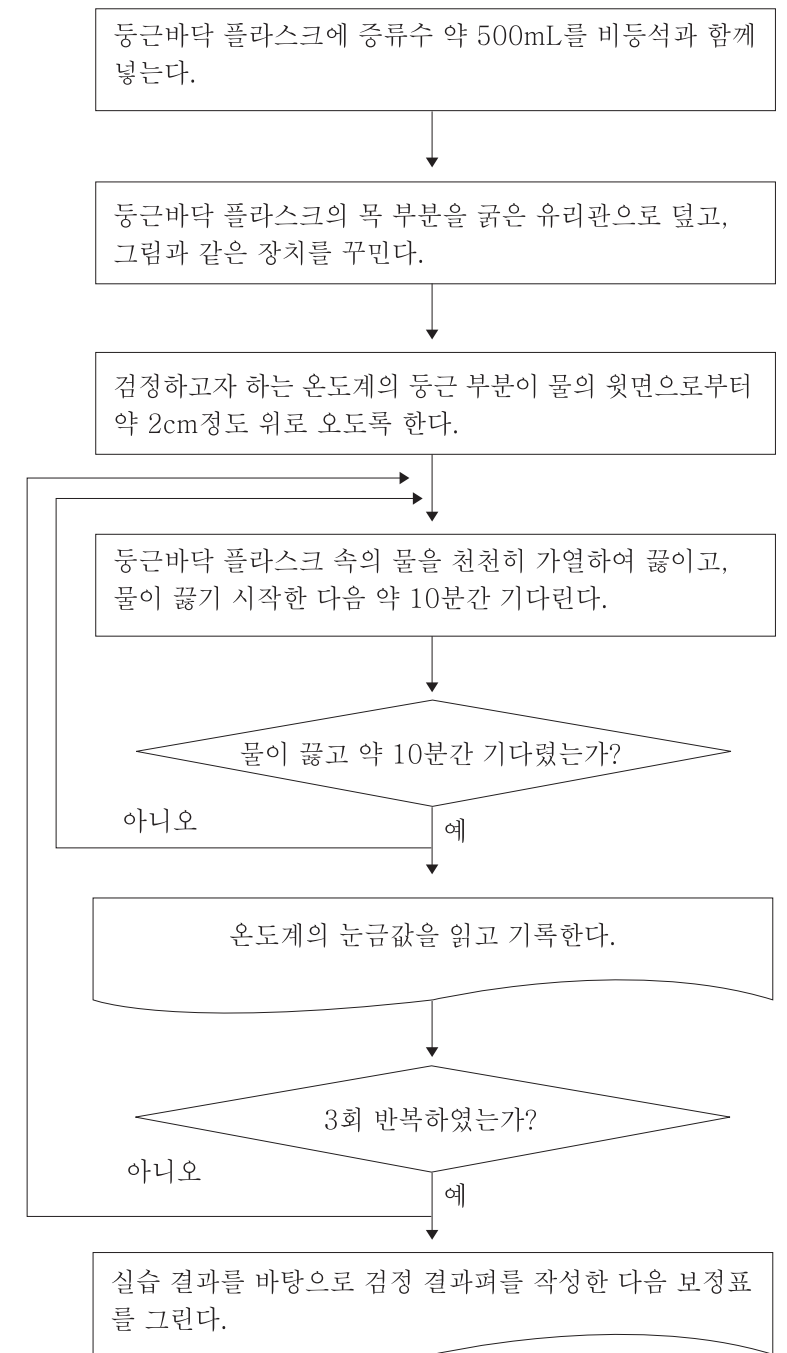 둥근바닥 플라스크에 증류수 약 500mL를 비등석과 함께
넣는다.
둥근바닥 플라스크의 목 부분을 굵은 유리관으로 덮고,
그림과 같은 장치를 꾸민다.
검정하고자 하는 온도계의 둥근 부분이 물의 윗면으로부터
약 2cm정도 위로 오도록 한다.
둥근바닥 플라스크 속의 물을 천천히 가열하여 끓이고,
물이 끓기 시작한 다음 약 10분간 기다린다.
물이 끓고 약 10분간 기다렸는가?
아니오
예
온도계의 눈금값을 읽고 기록한다.
3회 반복하였는가?
아니오
예
실습 결과를 바탕으로 검정 결과펴를 작성한 다음 보정표
를 그린다.